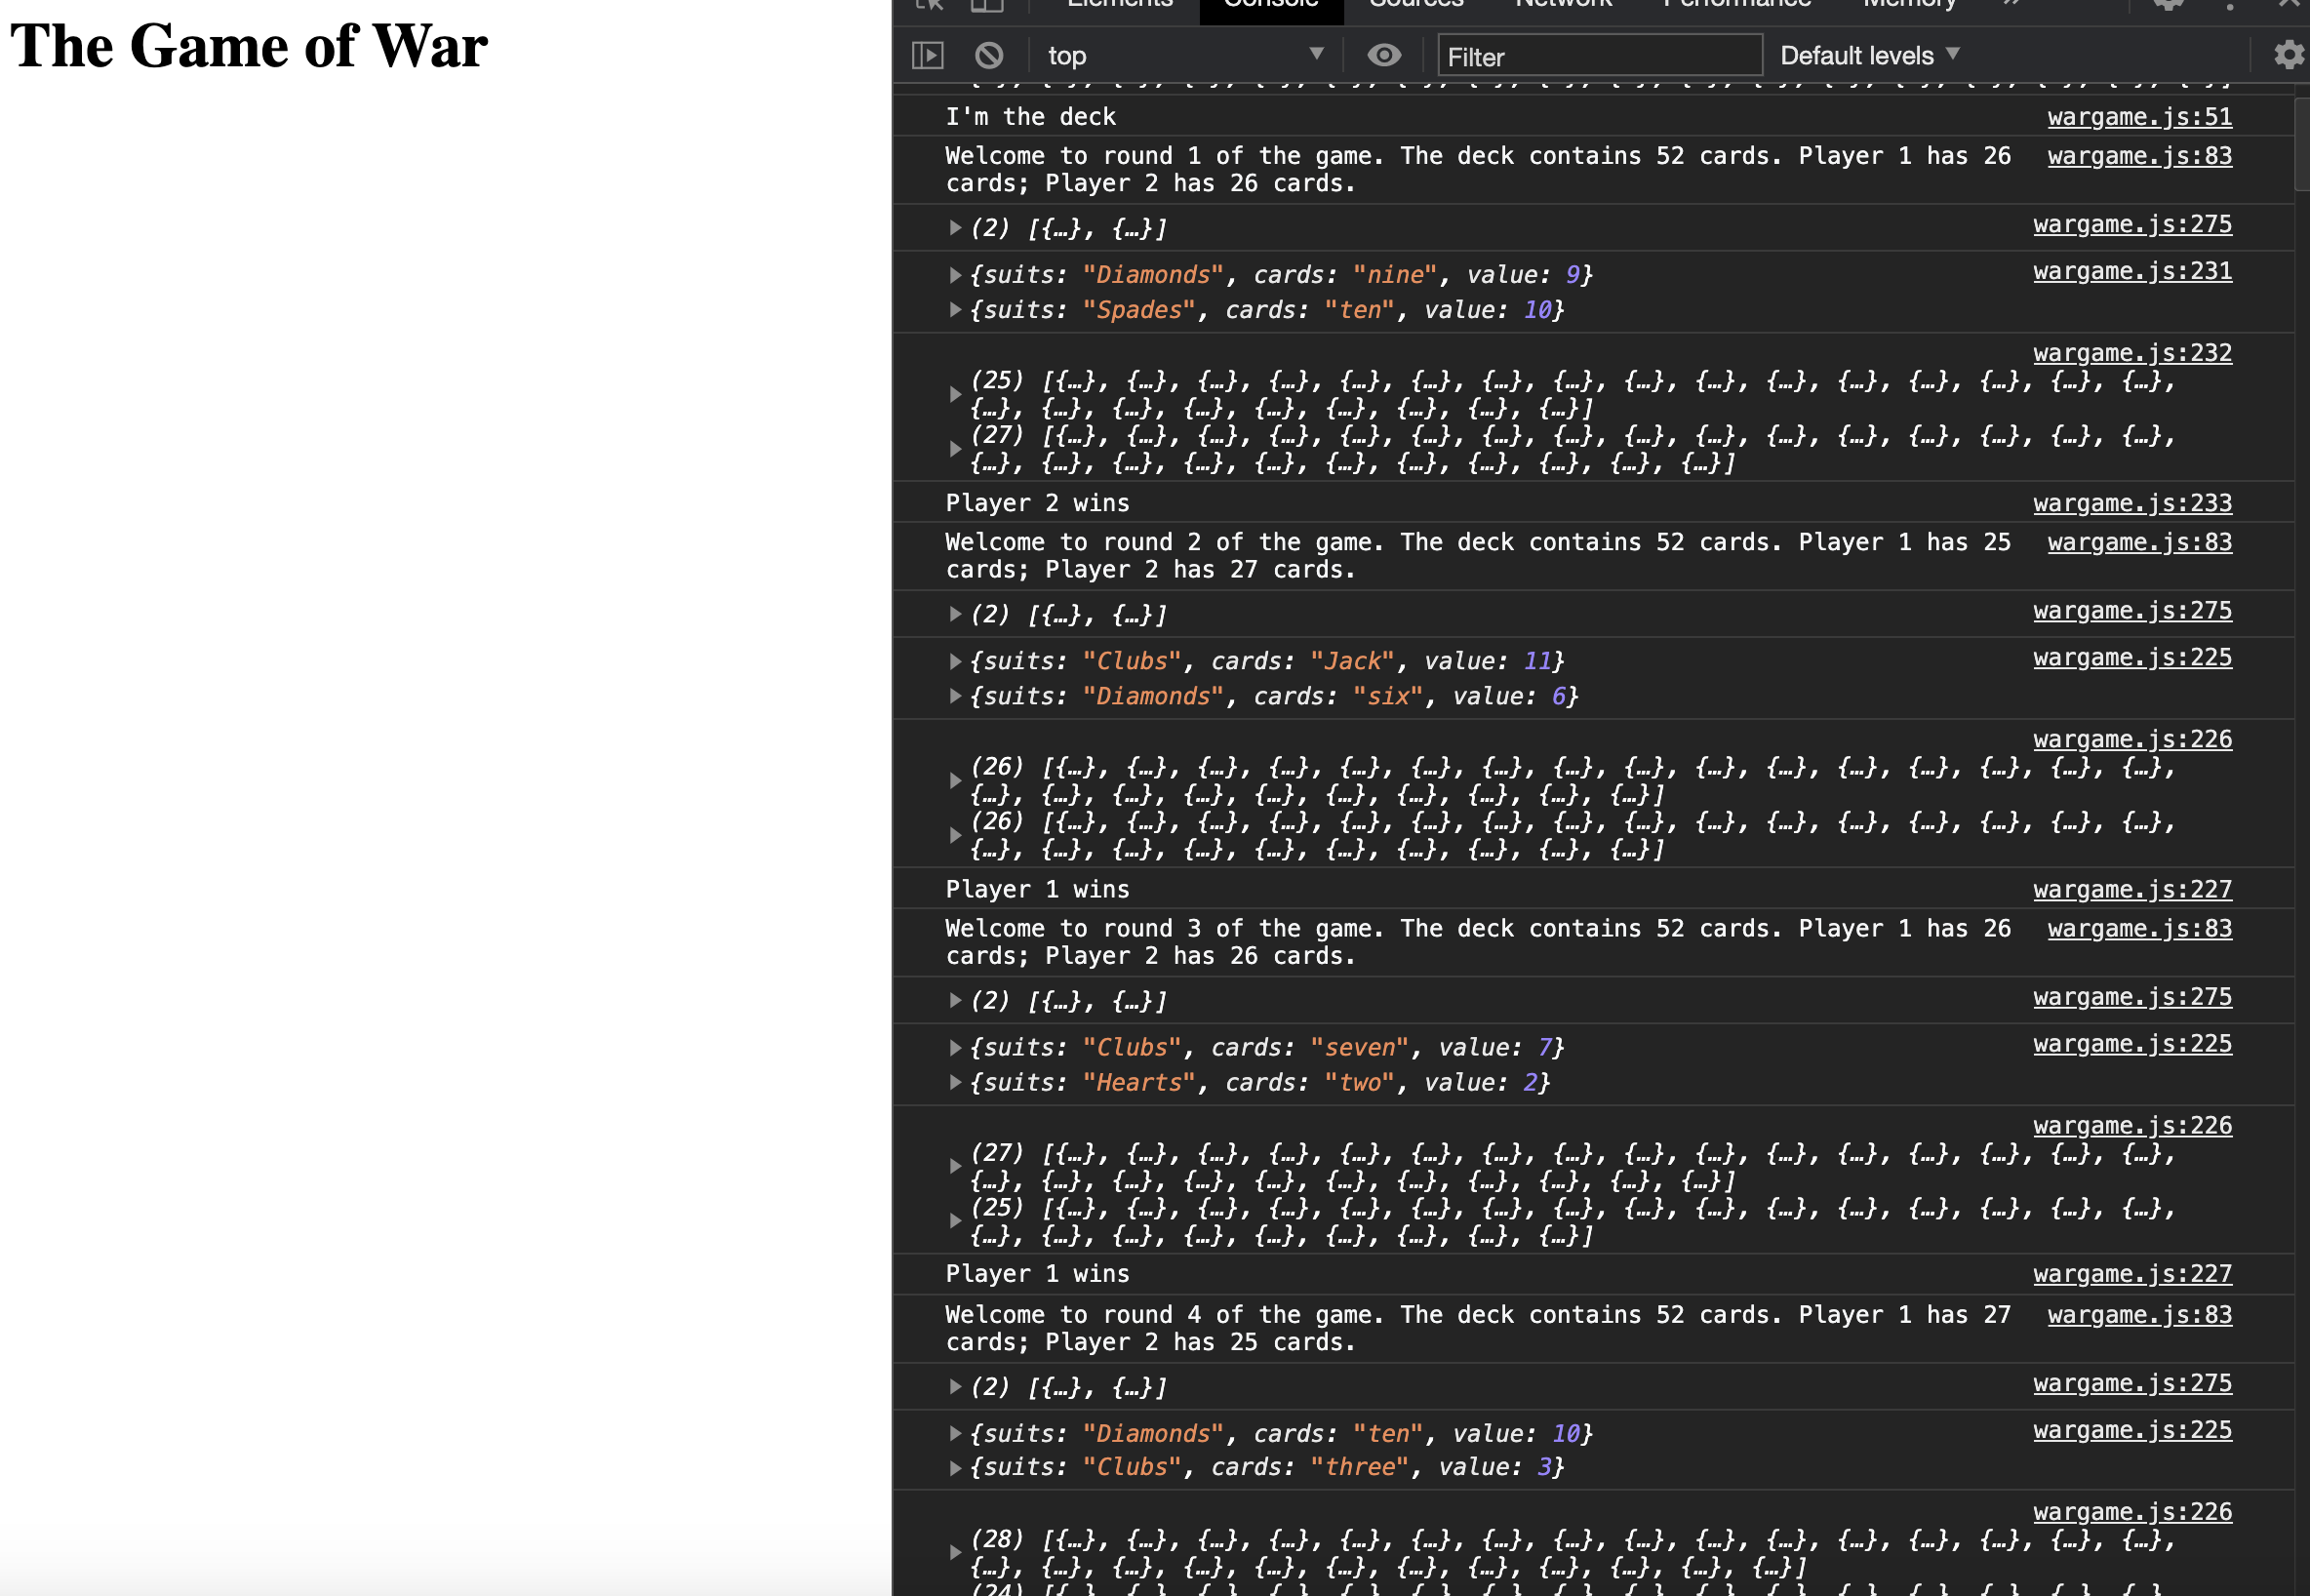 The Game of War
Elements Console Sources Network Performance Memory »
top Filter Default levels
I'm the deck wargame.js:51
Welcome to round 1 of the game. The deck contains 52 cards. Player 1 has 26 wargame.js:83
cards; Player 2 has 26 cards.
(2) [{…}, {…}] wargame.js:275
{suits: "Diamonds", cards: "nine", value: 9} wargame.js:231
{suits: "Spades", cards: "ten", value: 10}
wargame.js:232
(25) [{…}, {…}, {…}, {…}, {…}, {…}, {…}, {…}, {…}, {…}, {…}, {…}, {…}, {…}, {…}, {…},
{…}, {…}, {…}, {…}, {…}, {…}, {…}, {…}, {…}]
(27) [{…}, {…}, {…}, {…}, {…}, {…}, {…}, {…}, {…}, {…}, {…}, {…}, {…}, {…}, {…}, {…},
{…}, {…}, {…}, {…}, {…}, {…}, {…}, {…}, {…}, {…}, {…}]
Player 2 wins wargame.js:233
Welcome to round 2 of the game. The deck contains 52 cards. Player 1 has 25 wargame.js:83
cards; Player 2 has 27 cards.
(2) [{…}, {…}] wargame.js:275
{suits: "Clubs", cards: "Jack", value: 11} wargame.js:225
{suits: "Diamonds", cards: "six", value: 6}
wargame.js:226
(26) [{…}, {…}, {…}, {…}, {…}, {…}, {…}, {…}, {…}, {…}, {…}, {…}, {…}, {…}, {…}, {…},
{…}, {…}, {…}, {…}, {…}, {…}, {…}, {…}, {…}, {…}]
(26) [{…}, {…}, {…}, {…}, {…}, {…}, {…}, {…}, {…}, {…}, {…}, {…}, {…}, {…}, {…}, {…},
{…}, {…}, {…}, {…}, {…}, {…}, {…}, {…}, {…}, {…}]
Player 1 wins wargame.js:227
Welcome to round 3 of the game. The deck contains 52 cards. Player 1 has 26 wargame.js:83
cards; Player 2 has 26 cards.
(2) [{…}, {…}] wargame.js:275
{suits: "Clubs", cards: "seven", value: 7} wargame.js:225
{suits: "Hearts", cards: "two", value: 2}
wargame.js:226
(27) [{…}, {…}, {…}, {…}, {…}, {…}, {…}, {…}, {…}, {…}, {…}, {…}, {…}, {…}, {…}, {…},
{…}, {…}, {…}, {…}, {…}, {…}, {…}, {…}, {…}, {…}, {…}]
(25) [{…}, {…}, {…}, {…}, {…}, {…}, {…}, {…}, {…}, {…}, {…}, {…}, {…}, {…}, {…}, {…},
{…}, {…}, {…}, {…}, {…}, {…}, {…}, {…}, {…}]
Player 1 wins wargame.js:227
Welcome to round 4 of the game. The deck contains 52 cards. Player 1 has 27 wargame.js:83
cards; Player 2 has 25 cards.
(2) [{…}, {…}] wargame.js:275
{suits: "Diamonds", cards: "ten", value: 10} wargame.js:225
{suits: "Clubs", cards: "three", value: 3}
wargame.js:226
(28) [{…}, {…}, {…}, {…}, {…}, {…}, {…}, {…}, {…}, {…}, {…}, {…}, {…}, {…}, {…}, {…},
{…}, {…}, {…}, {…}, {…}, {…}, {…}, {…}, {…}, {…}, {…}, {…}]
(24) [{…}, {…}, {…}, {…}, {…}, {…}, {…}, {…}, {…}, {…}, {…}, {…}, {…}, {…}, {…}, {…},